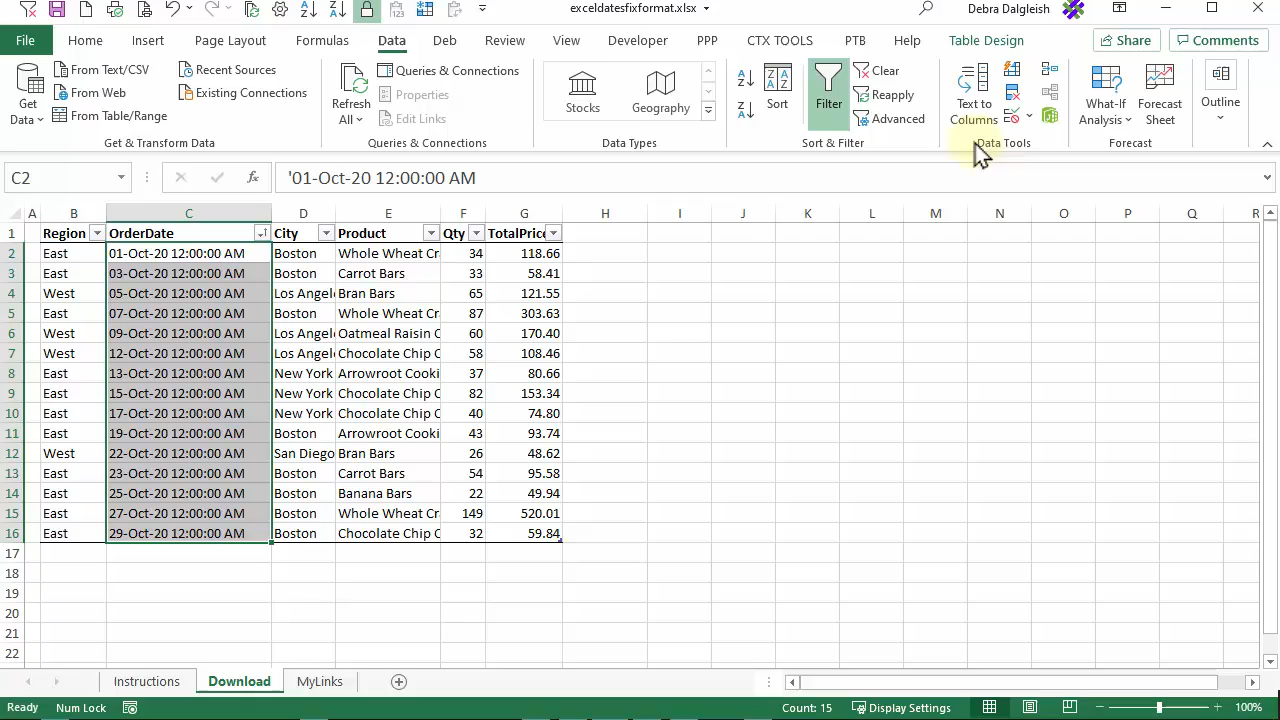 exceldatesfixformat.xlsx
Debra Dalgleish
File Home Insert Page Layout Formulas Data Deb Review View Developer PPP CTX TOOLS PTB Help Table Design Share Comments
Get Data
From Text/CSV
From Web
From Table/Range
Recent Sources
Existing Connections
Get & Transform Data
Refresh All
Queries & Connections
Properties
Edit Links
Queries & Connections
Stocks
Geography
Data Types
Sort
Filter
Clear
Reapply
Advanced
Sort & Filter
Text to Columns
Data Tools
What-If Analysis
Forecast Sheet
Forecast
Outline
C2
'01-Oct-20 12:00:00 AM
A B C D E F G H I J K L M N O P Q R
1 Region OrderDate City Product Qty TotalPric
2 East 01-Oct-20 12:00:00 AM Boston Whole Wheat Cr 34 118.66
3 East 03-Oct-20 12:00:00 AM Boston Carrot Bars 33 58.41
4 West 05-Oct-20 12:00:00 AM Los Angele Bran Bars 65 121.55
5 East 07-Oct-20 12:00:00 AM Boston Whole Wheat Cr 87 303.63
6 West 09-Oct-20 12:00:00 AM Los Angele Oatmeal Raisin C 60 170.40
7 West 12-Oct-20 12:00:00 AM Los Angele Chocolate Chip C 58 108.46
8 East 13-Oct-20 12:00:00 AM New York Arrowroot Cooki 37 80.66
9 East 15-Oct-20 12:00:00 AM New York Chocolate Chip C 82 153.34
10 East 17-Oct-20 12:00:00 AM New York Chocolate Chip C 40 74.80
11 East 19-Oct-20 12:00:00 AM Boston Arrowroot Cooki 43 93.74
12 West 22-Oct-20 12:00:00 AM San Diego Bran Bars 26 48.62
13 East 23-Oct-20 12:00:00 AM Boston Carrot Bars 54 95.58
14 East 25-Oct-20 12:00:00 AM Boston Banana Bars 22 49.94
15 East 27-Oct-20 12:00:00 AM Boston Whole Wheat Cr 149 520.01
16 East 29-Oct-20 12:00:00 AM Boston Chocolate Chip C 32 59.84
17
18
19
20
21
22
Instructions Download MyLinks
Ready Num Lock Count: 15 Display Settings 100%